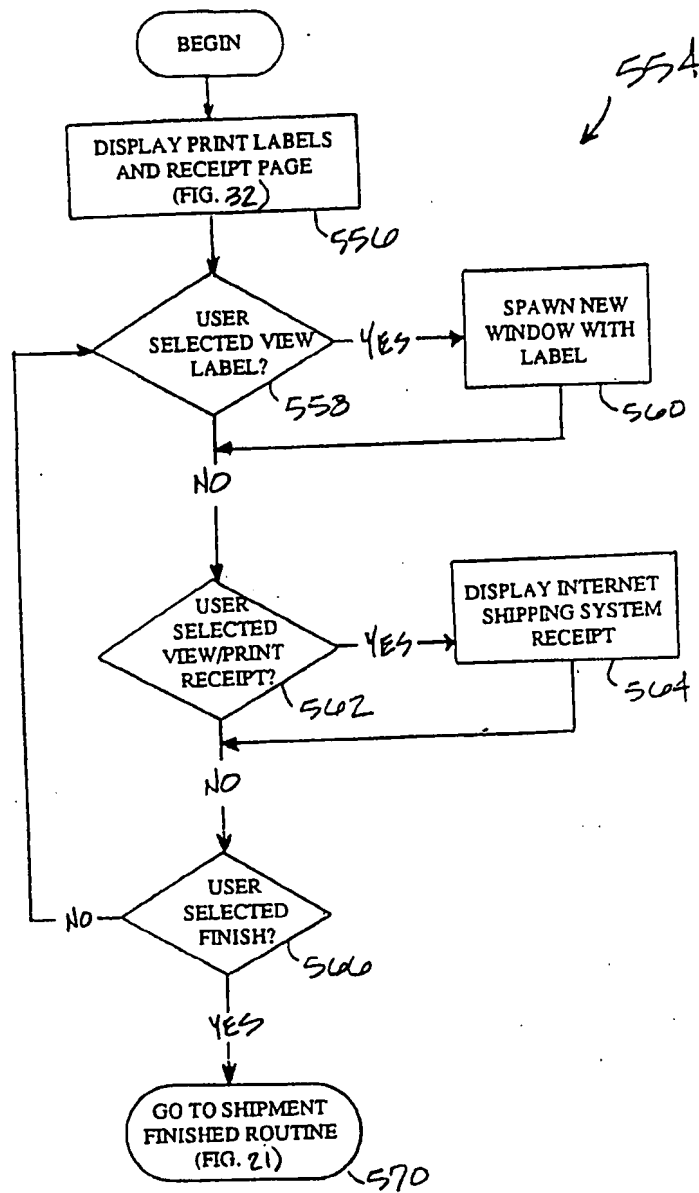 BEGIN
554
DISPLAY PRINT LABELS
AND RECEIPT PAGE
(FIG. 32)
556
USER
SELECTED VIEW
LABEL?
558
YES
SPAWN NEW
WINDOW WITH
LABEL
560
NO
USER
SELECTED
VIEW/PRINT
RECEIPT?
562
YES
DISPLAY INTERNET
SHIPPING SYSTEM
RECEIPT
564
NO
USER
SELECTED
FINISH?
566
NO
YES
GO TO SHIPMENT
FINISHED ROUTINE
(FIG. 21)
570